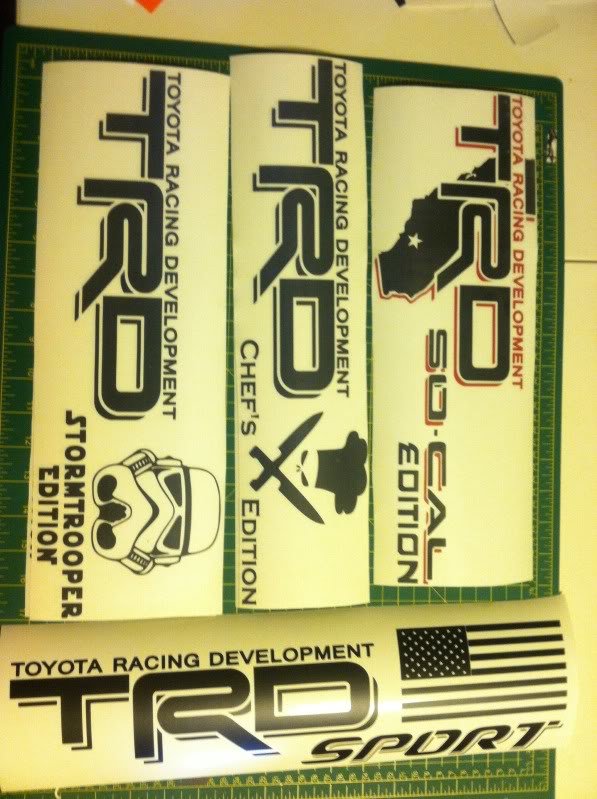 TOYOTA RACING DEVELOPMENT
TRD
STORMTROOPER
EDITION
TOYOTA RACING DEVELOPMENT
TRD
CHEF'S EDITION
TOYOTA RACING DEVELOPMENT
TRD
SO-CAL
EDITION
TOYOTA RACING DEVELOPMENT
TRD
SPORT